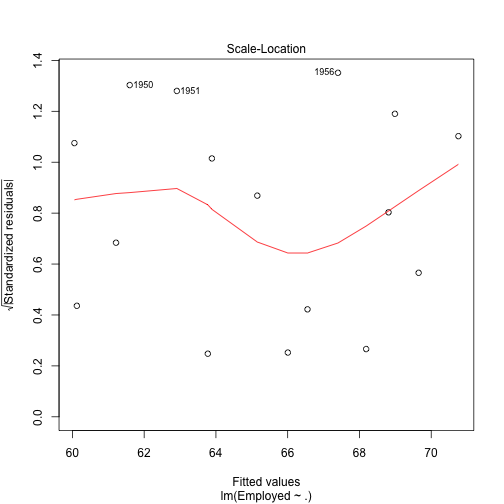 Scale-Location
√|Standardized residuals|
1.4
1.2
1.0
0.8
0.6
0.4
0.2
0.0
1950
1951
1956
60 62 64 66 68 70
Fitted values
lm(Employed ~ .)